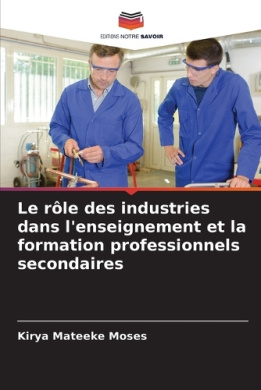 EDITIONS NOTRE SAVOIR
Le rôle des industries
dans l'enseignement et la
formation professionnels
secondaires
Kirya Mateeke Moses